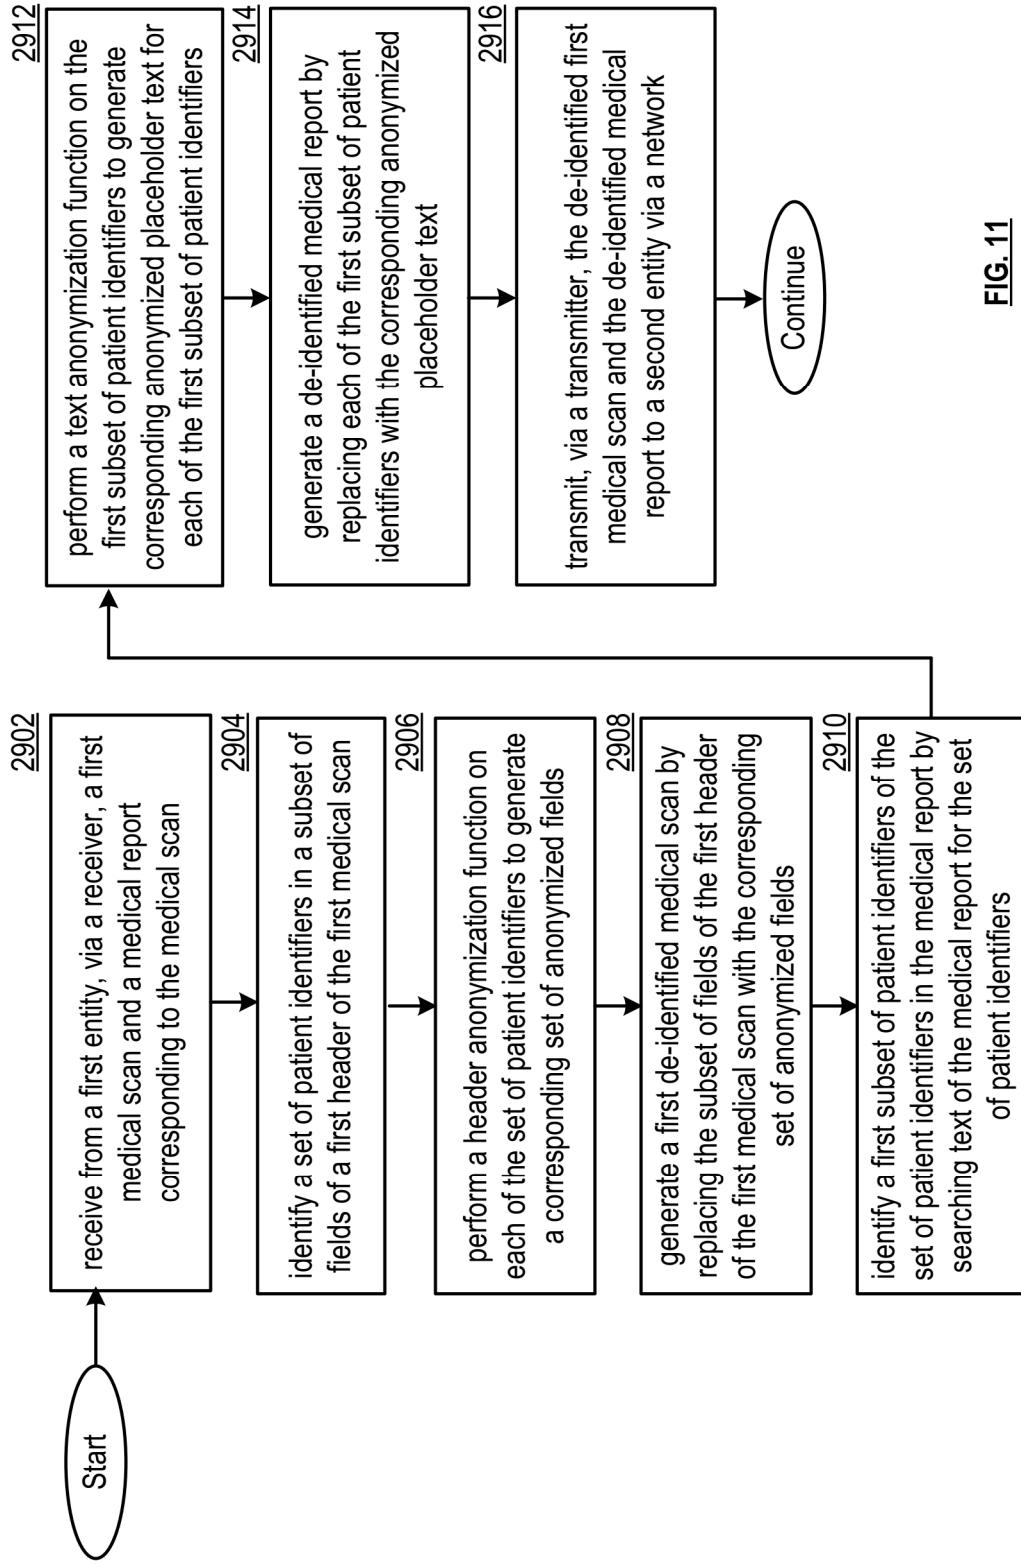 Start
2902
receive from a first entity, via a receiver, a first
medical scan and a medical report
corresponding to the medical scan
2904
identify a set of patient identifiers in a subset of
fields of a first header of the first medical scan
2906
perform a header anonymization function on
each of the set of patient identifiers to generate
a corresponding set of anonymized fields
2908
generate a first de-identified medical scan by
replacing the subset of fields of the first header
of the first medical scan with the corresponding
set of anonymized fields
2910
identify a first subset of patient identifiers of the
set of patient identifiers in the medical report by
searching text of the medical report for the set
of patient identifiers
2912
perform a text anonymization function on the
first subset of patient identifiers to generate
corresponding anonymized placeholder text for
each of the first subset of patient identifiers
2914
generate a de-identified medical report by
replacing each of the first subset of patient
identifiers with the corresponding anonymized
placeholder text
2916
transmit, via a transmitter, the de-identified first
medical scan and the de-identified medical
report to a second entity via a network
Continue
FIG. 11